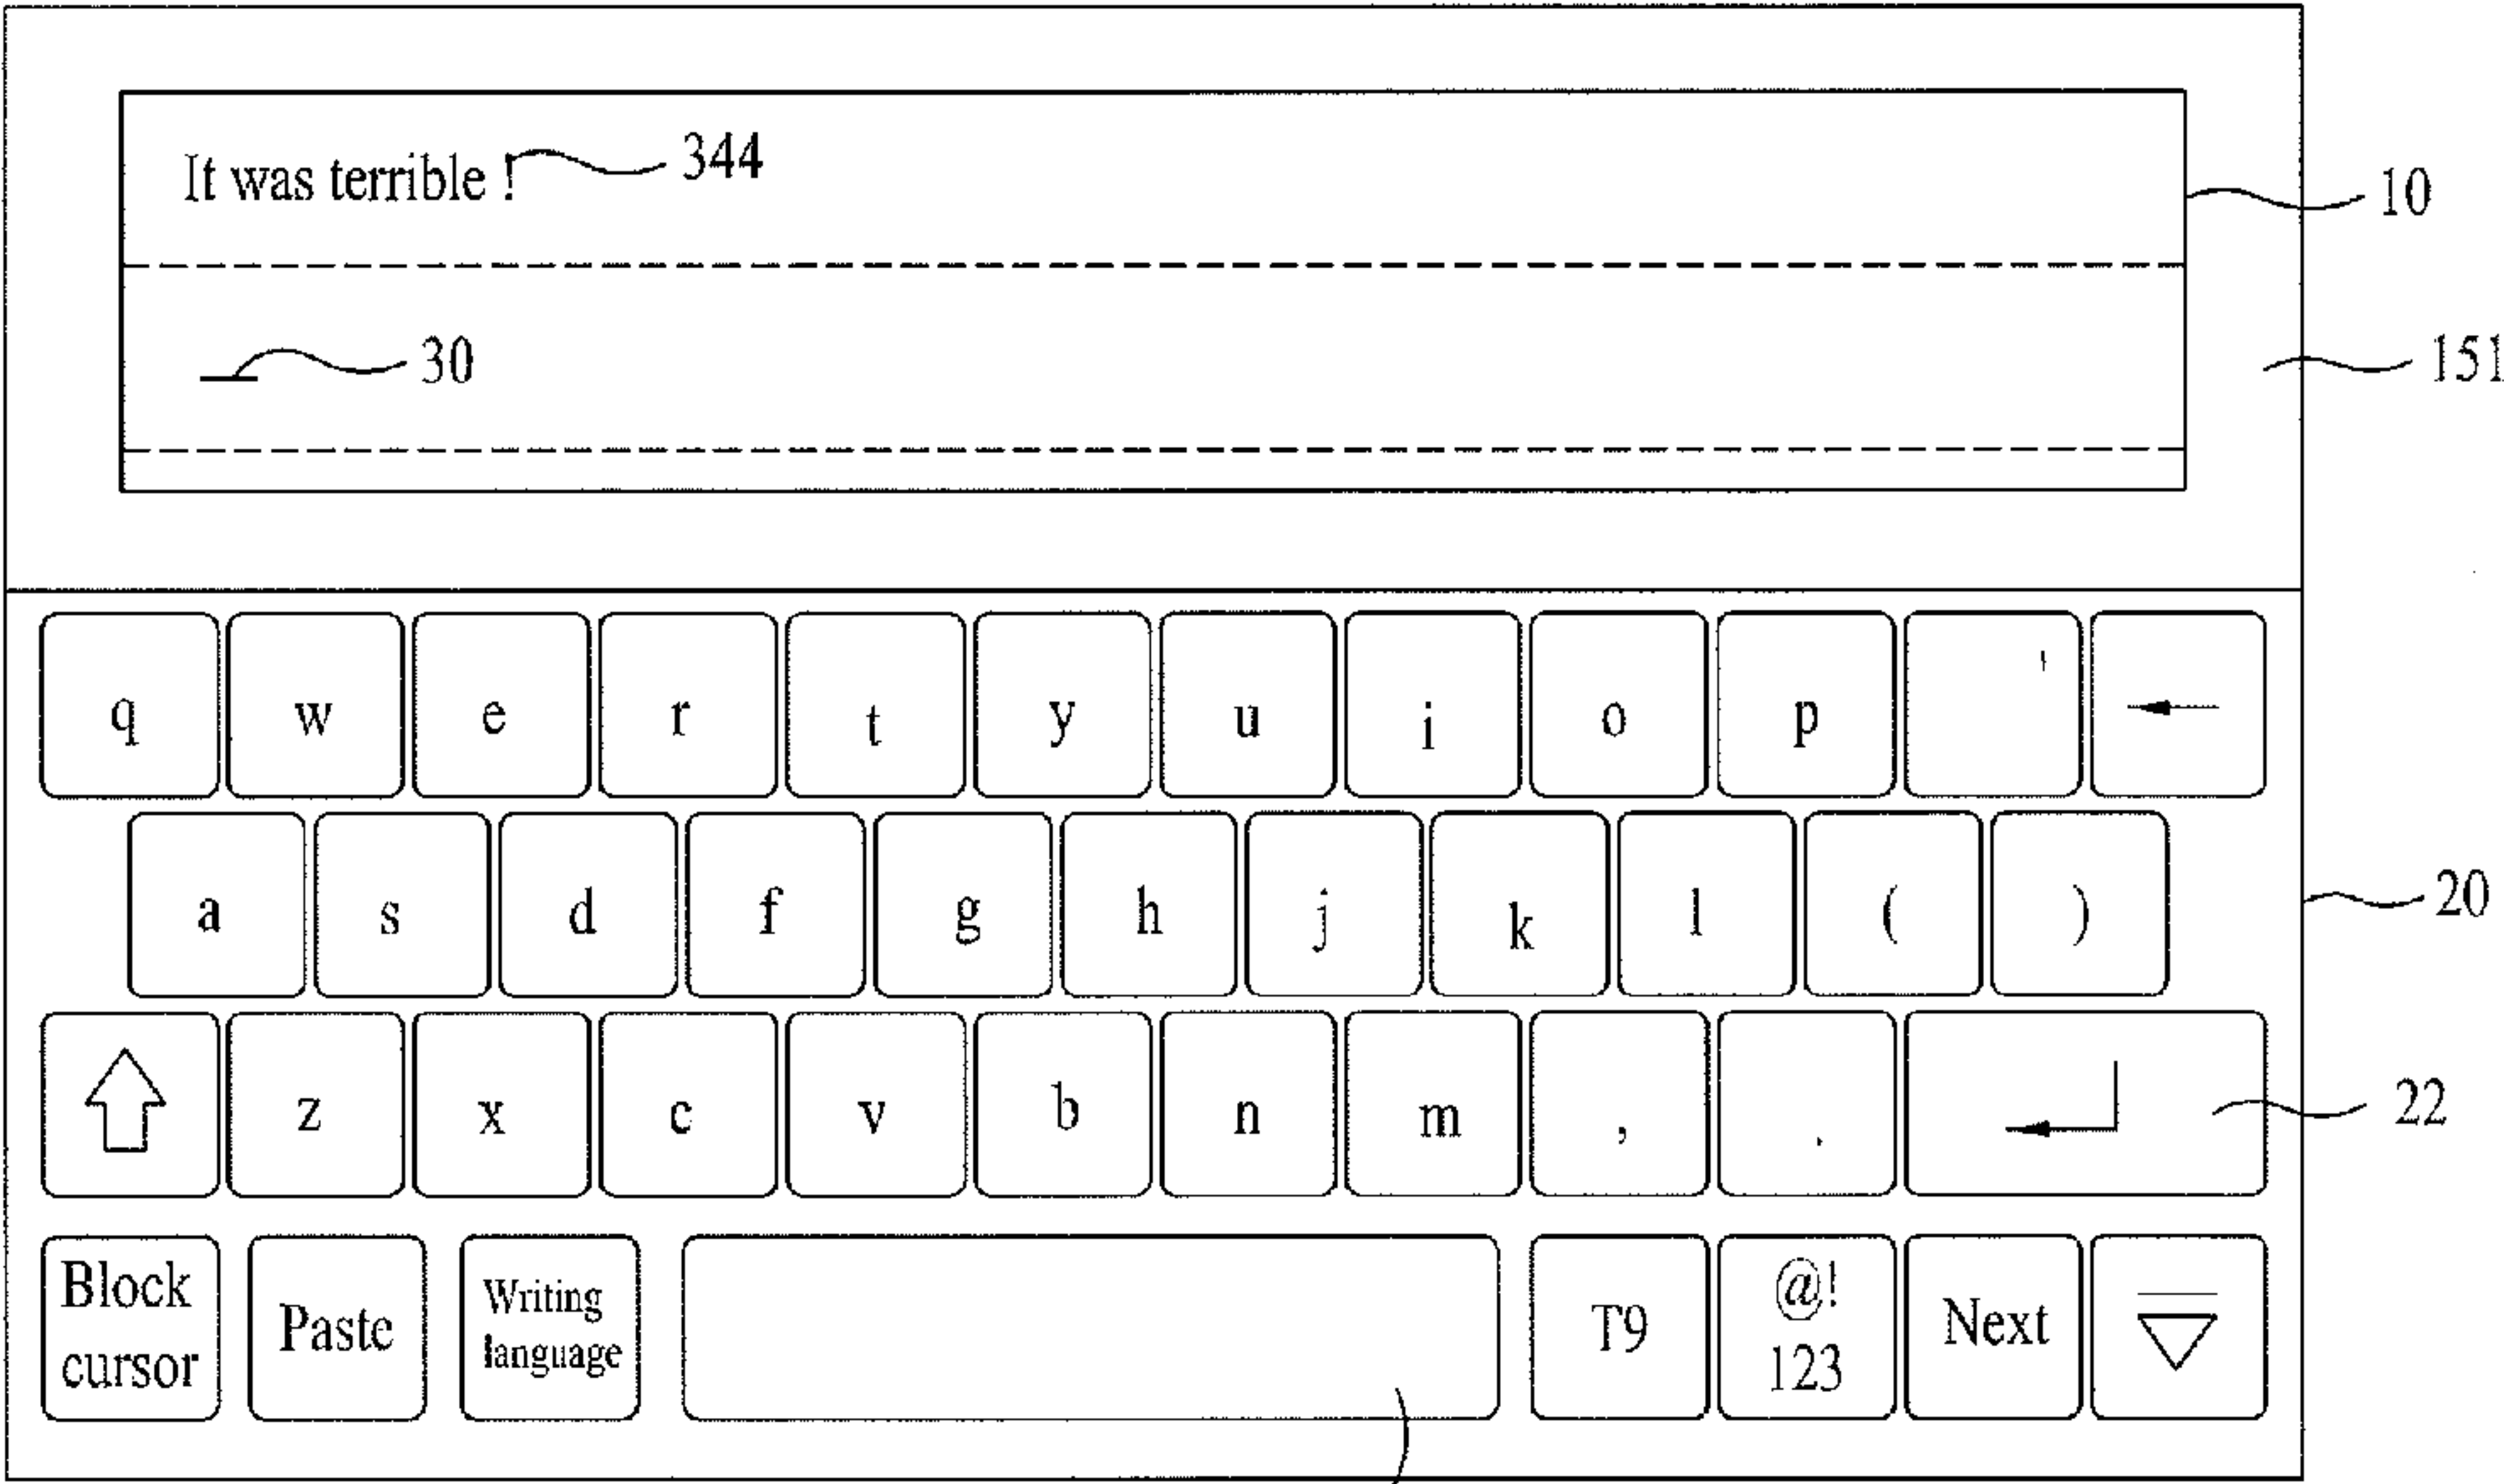 It was terrible ! 344
10
30
151
q w e r t y u i o p '
a s d f g h j k l ( )
20
z x c v b n m , .
22
Block cursor
Paste
Writing language
T9
@! 123
Next